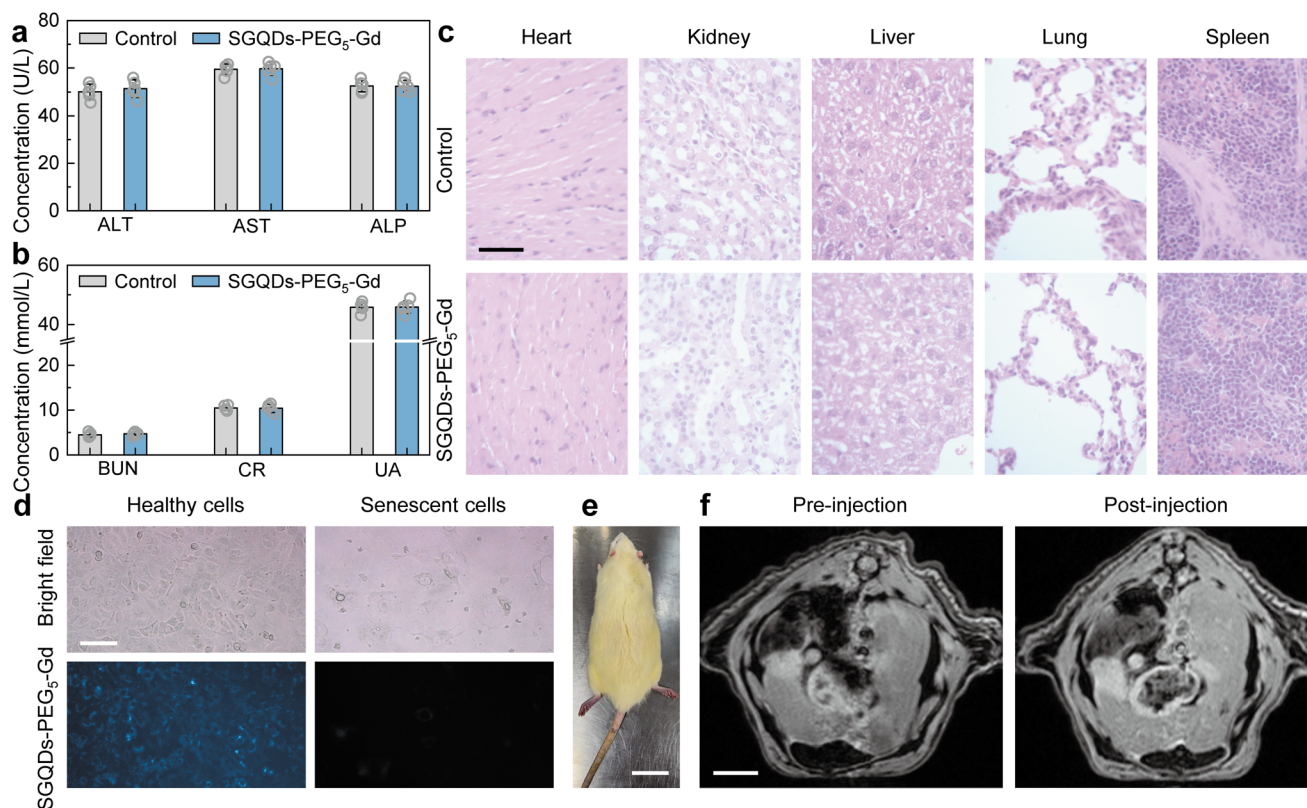 a
Control SGQDs-PEG5-Gd
Concentration (U/L)
80
60
40
20
0
ALT AST ALP
b
Control SGQDs-PEG5-Gd
Concentration (mmol/L)
60
40
20
10
0
BUN CR UA
c
Heart Kidney Liver Lung Spleen
Control
SGQDs-PEG5-Gd
d
Healthy cells Senescent cells
Bright field
SGQDs-PEG5-Gd
e
f
Pre-injection Post-injection